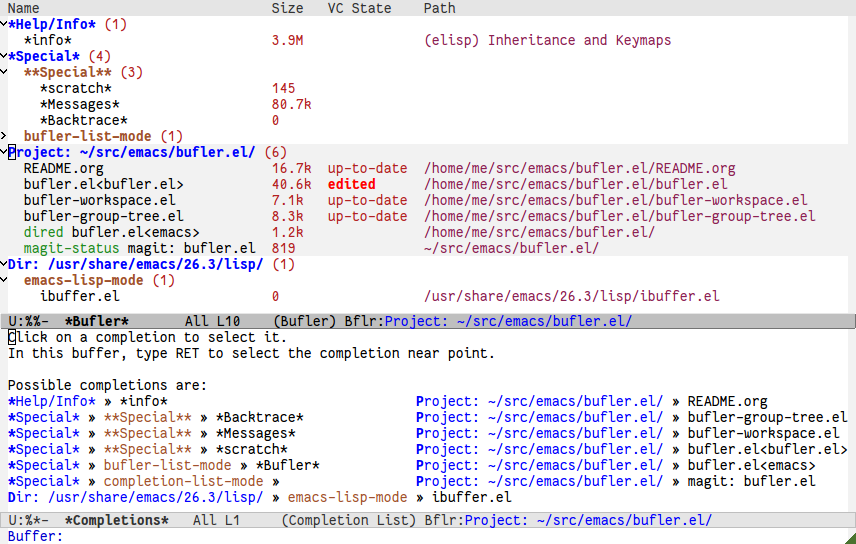 Name Size VC State Path
*Help/Info* (1)
*info* 3.9M (elisp) Inheritance and Keymaps
*Special* (4)
**Special** (3)
*scratch* 145
*Messages* 80.7k
*Backtrace* 0
bufler-list-mode (1)
Project: ~/src/emacs/bufler.el/ (6)
README.org 16.7k up-to-date /home/me/src/emacs/bufler.el/README.org
bufler.el<bufler.el> 40.6k edited /home/me/src/emacs/bufler.el/bufler.el
bufler-workspace.el 7.1k up-to-date /home/me/src/emacs/bufler.el/bufler-workspace.el
bufler-group-tree.el 8.3k up-to-date /home/me/src/emacs/bufler.el/bufler-group-tree.el
dired bufler.el<emacs> 1.2k /home/me/src/emacs/bufler.el/
magit-status magit: bufler.el 819 ~/src/emacs/bufler.el/
Dir: /usr/share/emacs/26.3/lisp/ (1)
emacs-lisp-mode (1)
ibuffer.el 0 /usr/share/emacs/26.3/lisp/ibuffer.el
U:%%- *Bufler* All L10 (Bufler) Bflr:Project: ~/src/emacs/bufler.el/
Click on a completion to select it.
In this buffer, type RET to select the completion near point.
Possible completions are:
*Help/Info* » *info* Project: ~/src/emacs/bufler.el/ » README.org
*Special* » **Special** » *Backtrace* Project: ~/src/emacs/bufler.el/ » bufler-group-tree.el
*Special* » **Special** » *Messages* Project: ~/src/emacs/bufler.el/ » bufler-workspace.el
*Special* » **Special** » *scratch* Project: ~/src/emacs/bufler.el/ » bufler.el<bufler.el>
*Special* » bufler-list-mode » *Bufler* Project: ~/src/emacs/bufler.el/ » bufler.el<emacs>
*Special* » completion-list-mode » Project: ~/src/emacs/bufler.el/ » magit: bufler.el
Dir: /usr/share/emacs/26.3/lisp/ » emacs-lisp-mode » ibuffer.el
U:%*- *Completions* All L1 (Completion List) Bflr:Project: ~/src/emacs/bufler.el/
Buffer: